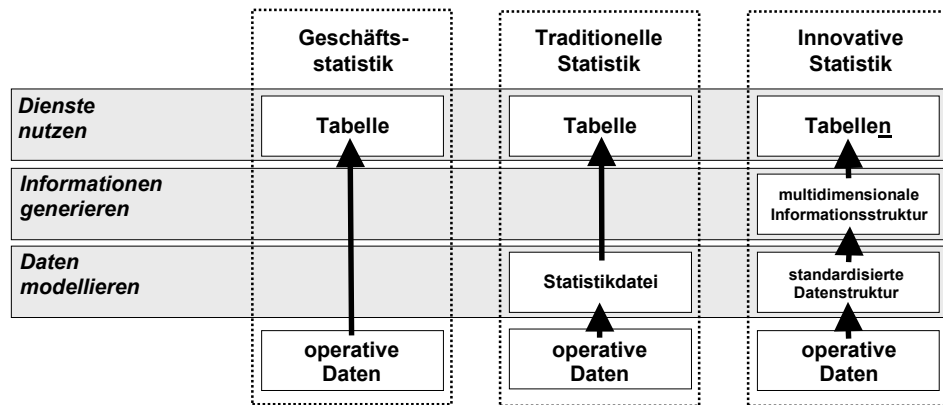 Geschäfts-
statistik
Traditionelle
Statistik
Innovative
Statistik
Dienste
nutzen
Tabelle
Tabelle
Tabellen
Informationen
generieren
multidimensionale
Informationsstruktur
Daten
modellieren
Statistikdatei
standardisierte
Datenstruktur
operative
Daten
operative
Daten
operative
Daten